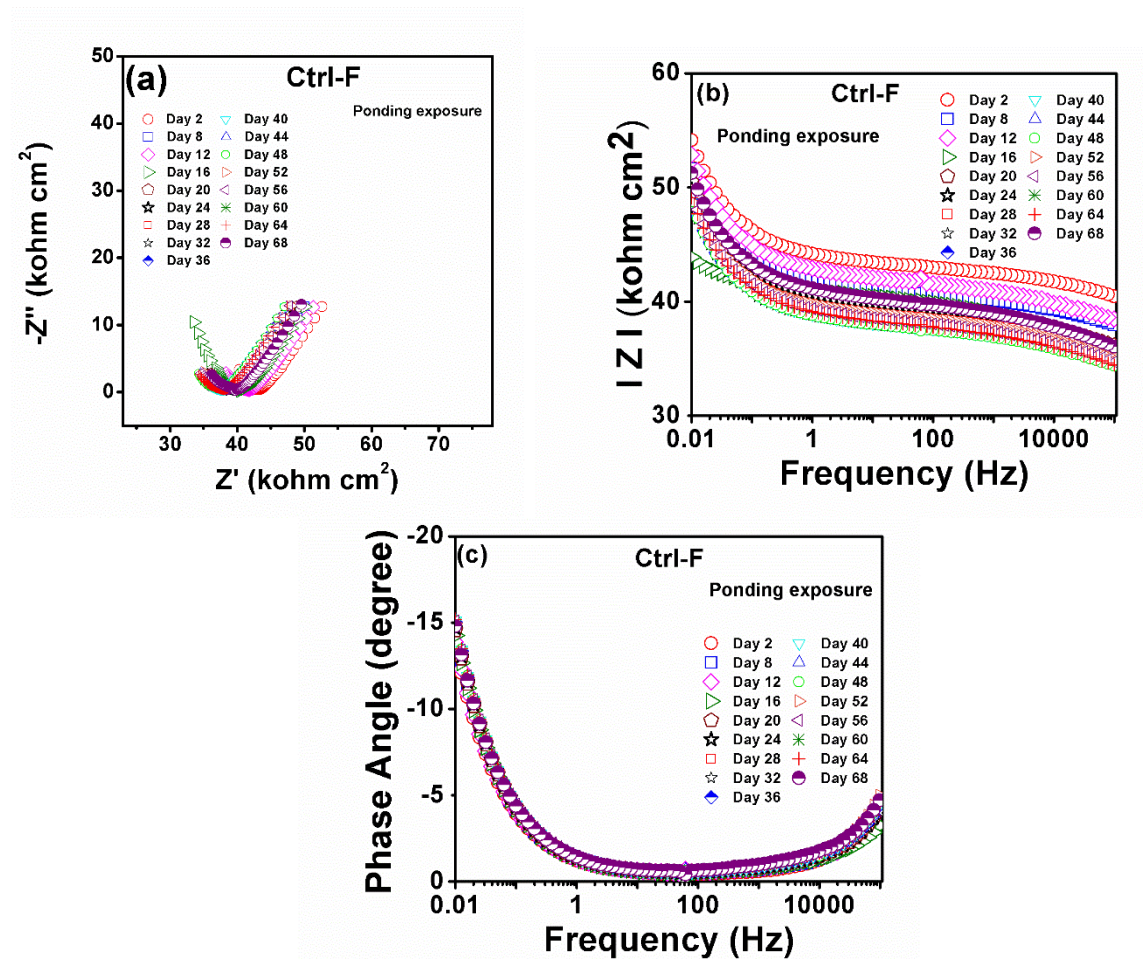 (a)
Ctrl-F
Ponding exposure
Day 2
Day 8
Day 12
Day 16
Day 20
Day 24
Day 28
Day 32
Day 36
Day 40
Day 44
Day 48
Day 52
Day 56
Day 60
Day 64
Day 68
50
40
30
20
10
0
-Z'' (kohm cm²)
30
40
50
60
70
Z' (kohm cm²)
(b)
Ctrl-F
Ponding exposure
Day 2
Day 8
Day 12
Day 16
Day 20
Day 24
Day 28
Day 32
Day 36
Day 40
Day 44
Day 48
Day 52
Day 56
Day 60
Day 64
Day 68
60
50
40
30
I Z I (kohm cm²)
0.01
1
100
10000
Frequency (Hz)
(c)
Ctrl-F
Ponding exposure
Day 2
Day 8
Day 12
Day 16
Day 20
Day 24
Day 28
Day 32
Day 36
Day 40
Day 44
Day 48
Day 52
Day 56
Day 60
Day 64
Day 68
-20
-15
-10
-5
0
Phase Angle (degree)
0.01
1
100
10000
Frequency (Hz)